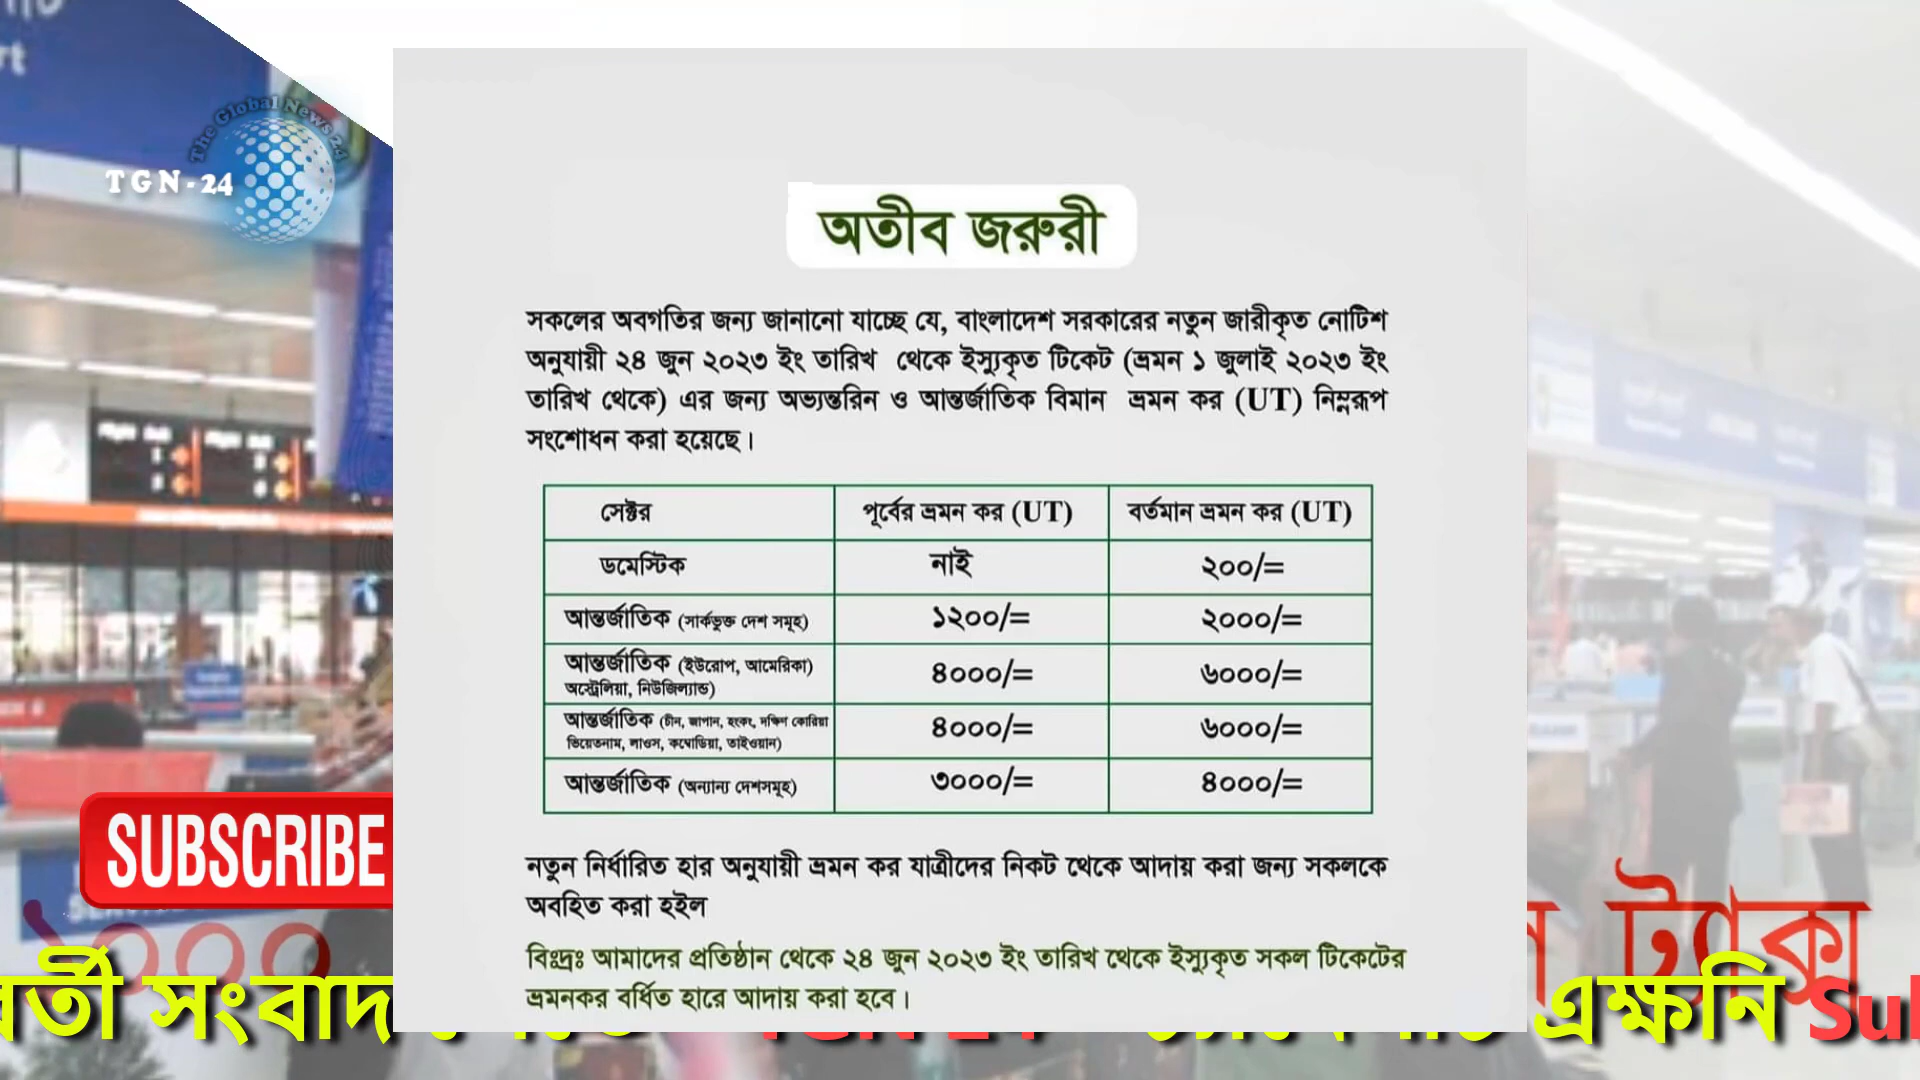 The Global News 24
TGN-24
অতীব জরুরী
সকলের অবগতির জন্য জানানো যাচ্ছে যে, বাংলাদেশ সরকারের নতুন জারীকৃত নোটিশ
অনুযায়ী ২৪ জুন ২০২৩ ইং তারিখ থেকে ইস্যুকৃত টিকেট (ভ্রমন ১ জুলাই ২০২৩ ইং
তারিখ থেকে) এর জন্য অভ্যন্তরিন ও আন্তর্জাতিক বিমান ভ্রমন কর (UT) নিম্নরূপ
সংশোধন করা হয়েছে।
সেক্টর পূর্বের ভ্রমন কর (UT) বর্তমান ভ্রমন কর (UT)
ডমেস্টিক নাই ২০০/=
আন্তর্জাতিক (সার্কভুক্ত দেশ সমূহ) ১২০০/= ২০০০/=
আন্তর্জাতিক (ইউরোপ, আমেরিকা) ৪০০০/= ৬০০০/=
অস্ট্রেলিয়া, নিউজিল্যান্ড)
আন্তর্জাতিক (চীন, জাপান, হংকং, দক্ষিণ কোরিয়া ৪০০০/= ৬০০০/=
ভিয়েতনাম, লাওস, কম্বোডিয়া, তাইওয়ান)
আন্তর্জাতিক (অন্যান্য দেশসমূহ) ৩০০০/= ৪০০০/=
নতুন নির্ধারিত হার অনুযায়ী ভ্রমন কর যাত্রীদের নিকট থেকে আদায় করা জন্য সকলকে
অবহিত করা হইল
বিঃদ্রঃ আমাদের প্রতিষ্ঠান থেকে ২৪ জুন ২০২৩ ইং তারিখ থেকে ইস্যুকৃত সকল টিকেটের
ভ্রমনকর বর্ধিত হারে আদায় করা হবে।
SUBSCRIBE
১০০০ ট্যাক্স
সংবাদ এক্ষনি